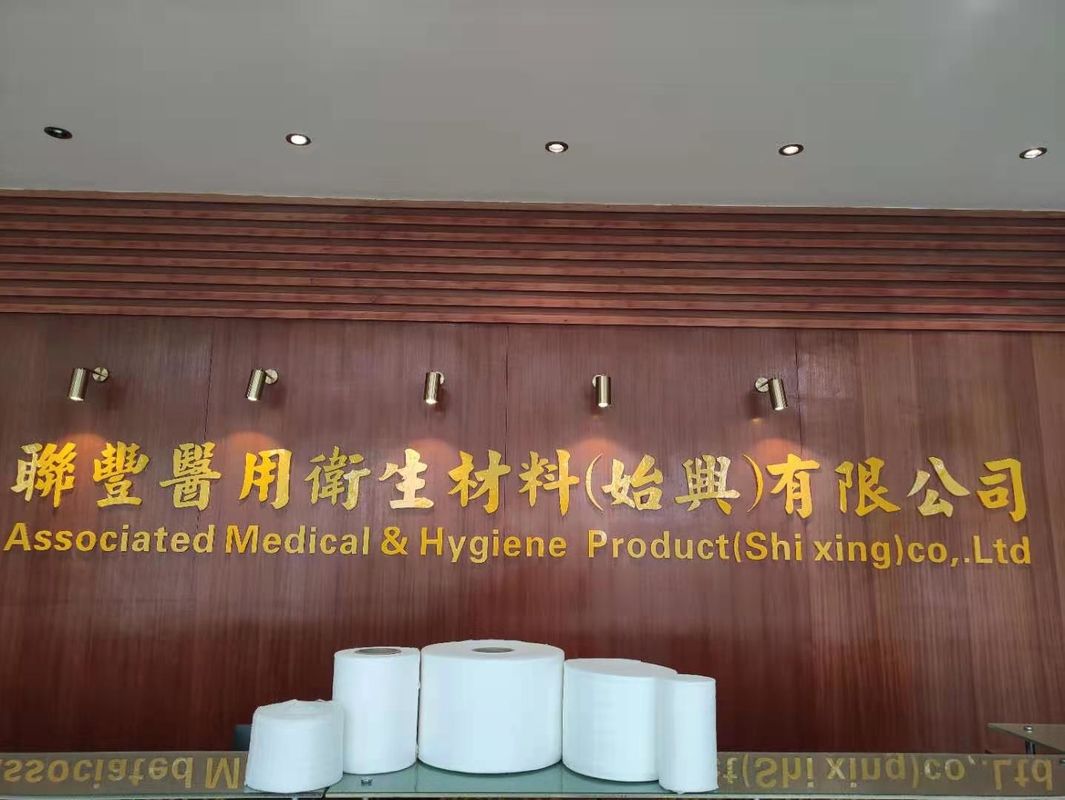 聯豐醫用衛生材料(始興)有限公司
Associated Medical & Hygiene Product(Shi xing)co,.Ltd